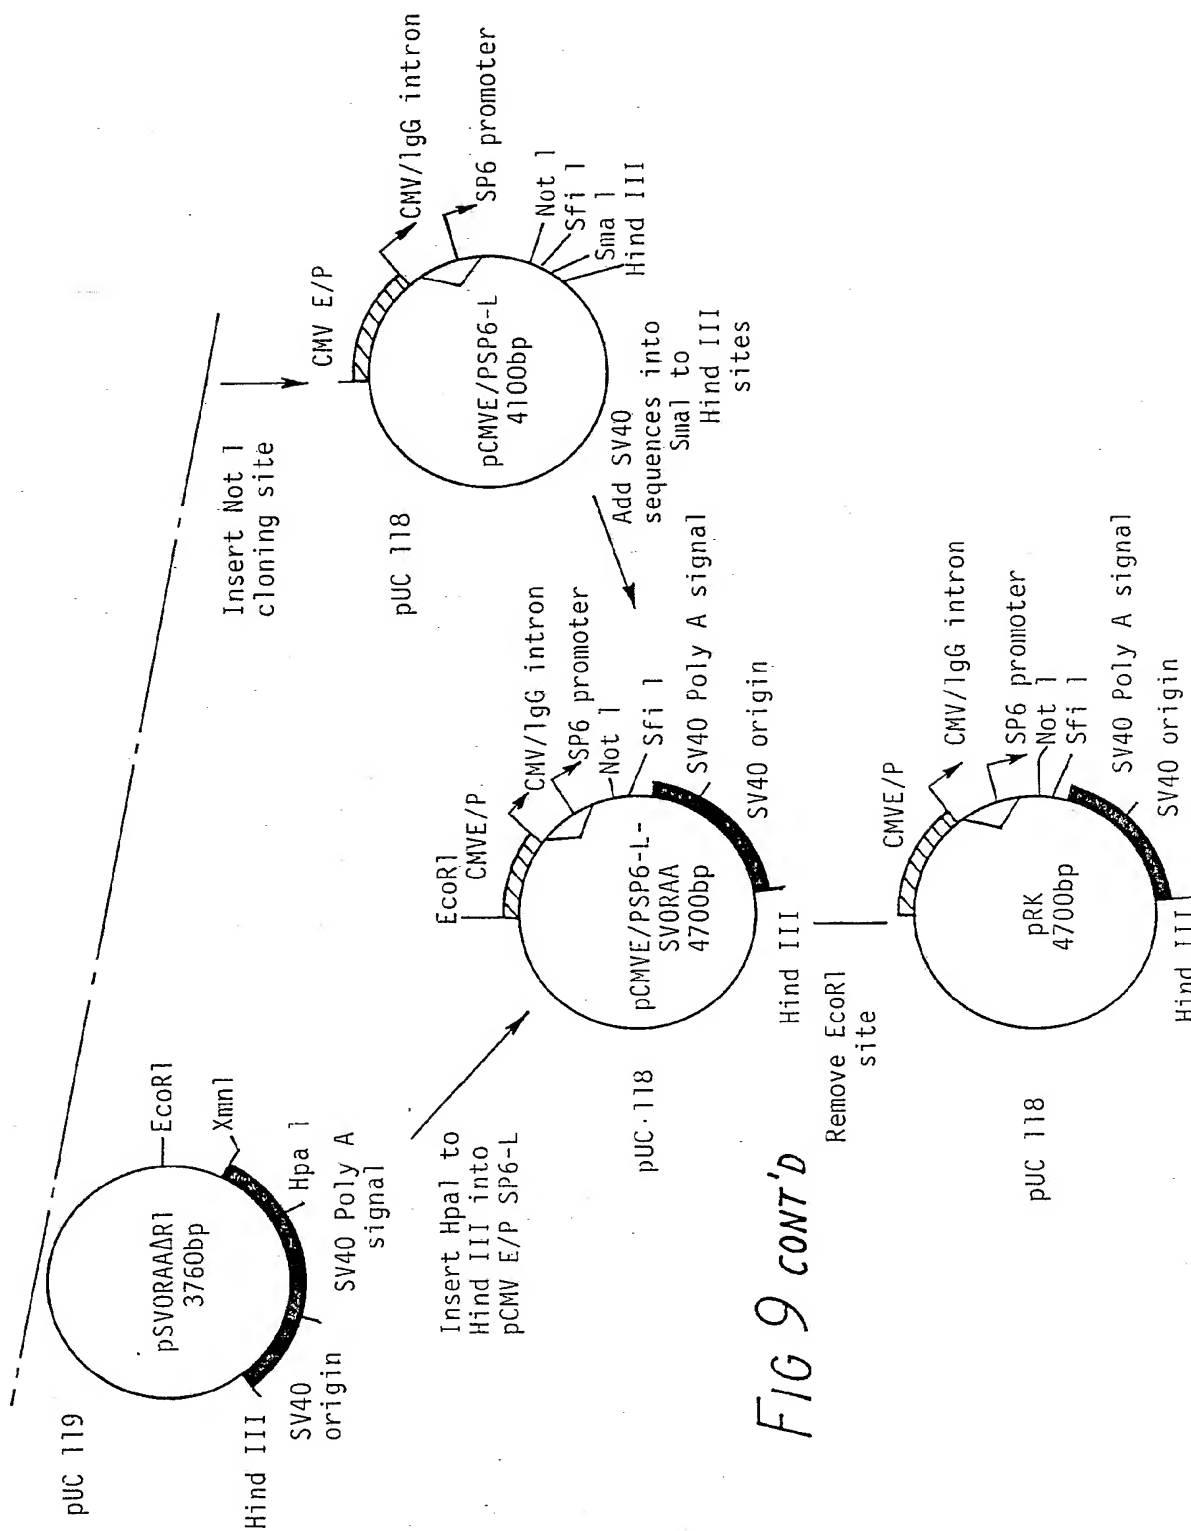 pUC 119
pSVORAAΔR1
3760bp
EcoR1
Xmn1
Hpa 1
SV40 Poly A
signal
SV40
origin
Hind III
Insert Not 1
cloning site
pUC 118
CMV E/P
CMV/1gG intron
SP6 promoter
pCMVE/PSP6-L
4100bp
Not 1
Sfi 1
Sma 1
Hind III
Insert Hpa1 to
Hind III into
pCMV E/P SP6-L
Add SV40
sequences into
Sma1 to
Hind III
sites
pUC·118
EcoR1
CMVE/P
CMV/1gG intron
SP6 promoter
Not 1
Sfi 1
SV40 Poly A signal
SV40 origin
pCMVE/PSP6-L-
SVORAA
4700bp
Hind III
Remove EcoR1
site
pUC 118
CMVE/P
CMV/1gG intron
SP6 promoter
Not 1
Sfi 1
SV40 Poly A signal
SV40 origin
pRK
4700bp
Hind III
FIG 9 CONT'D